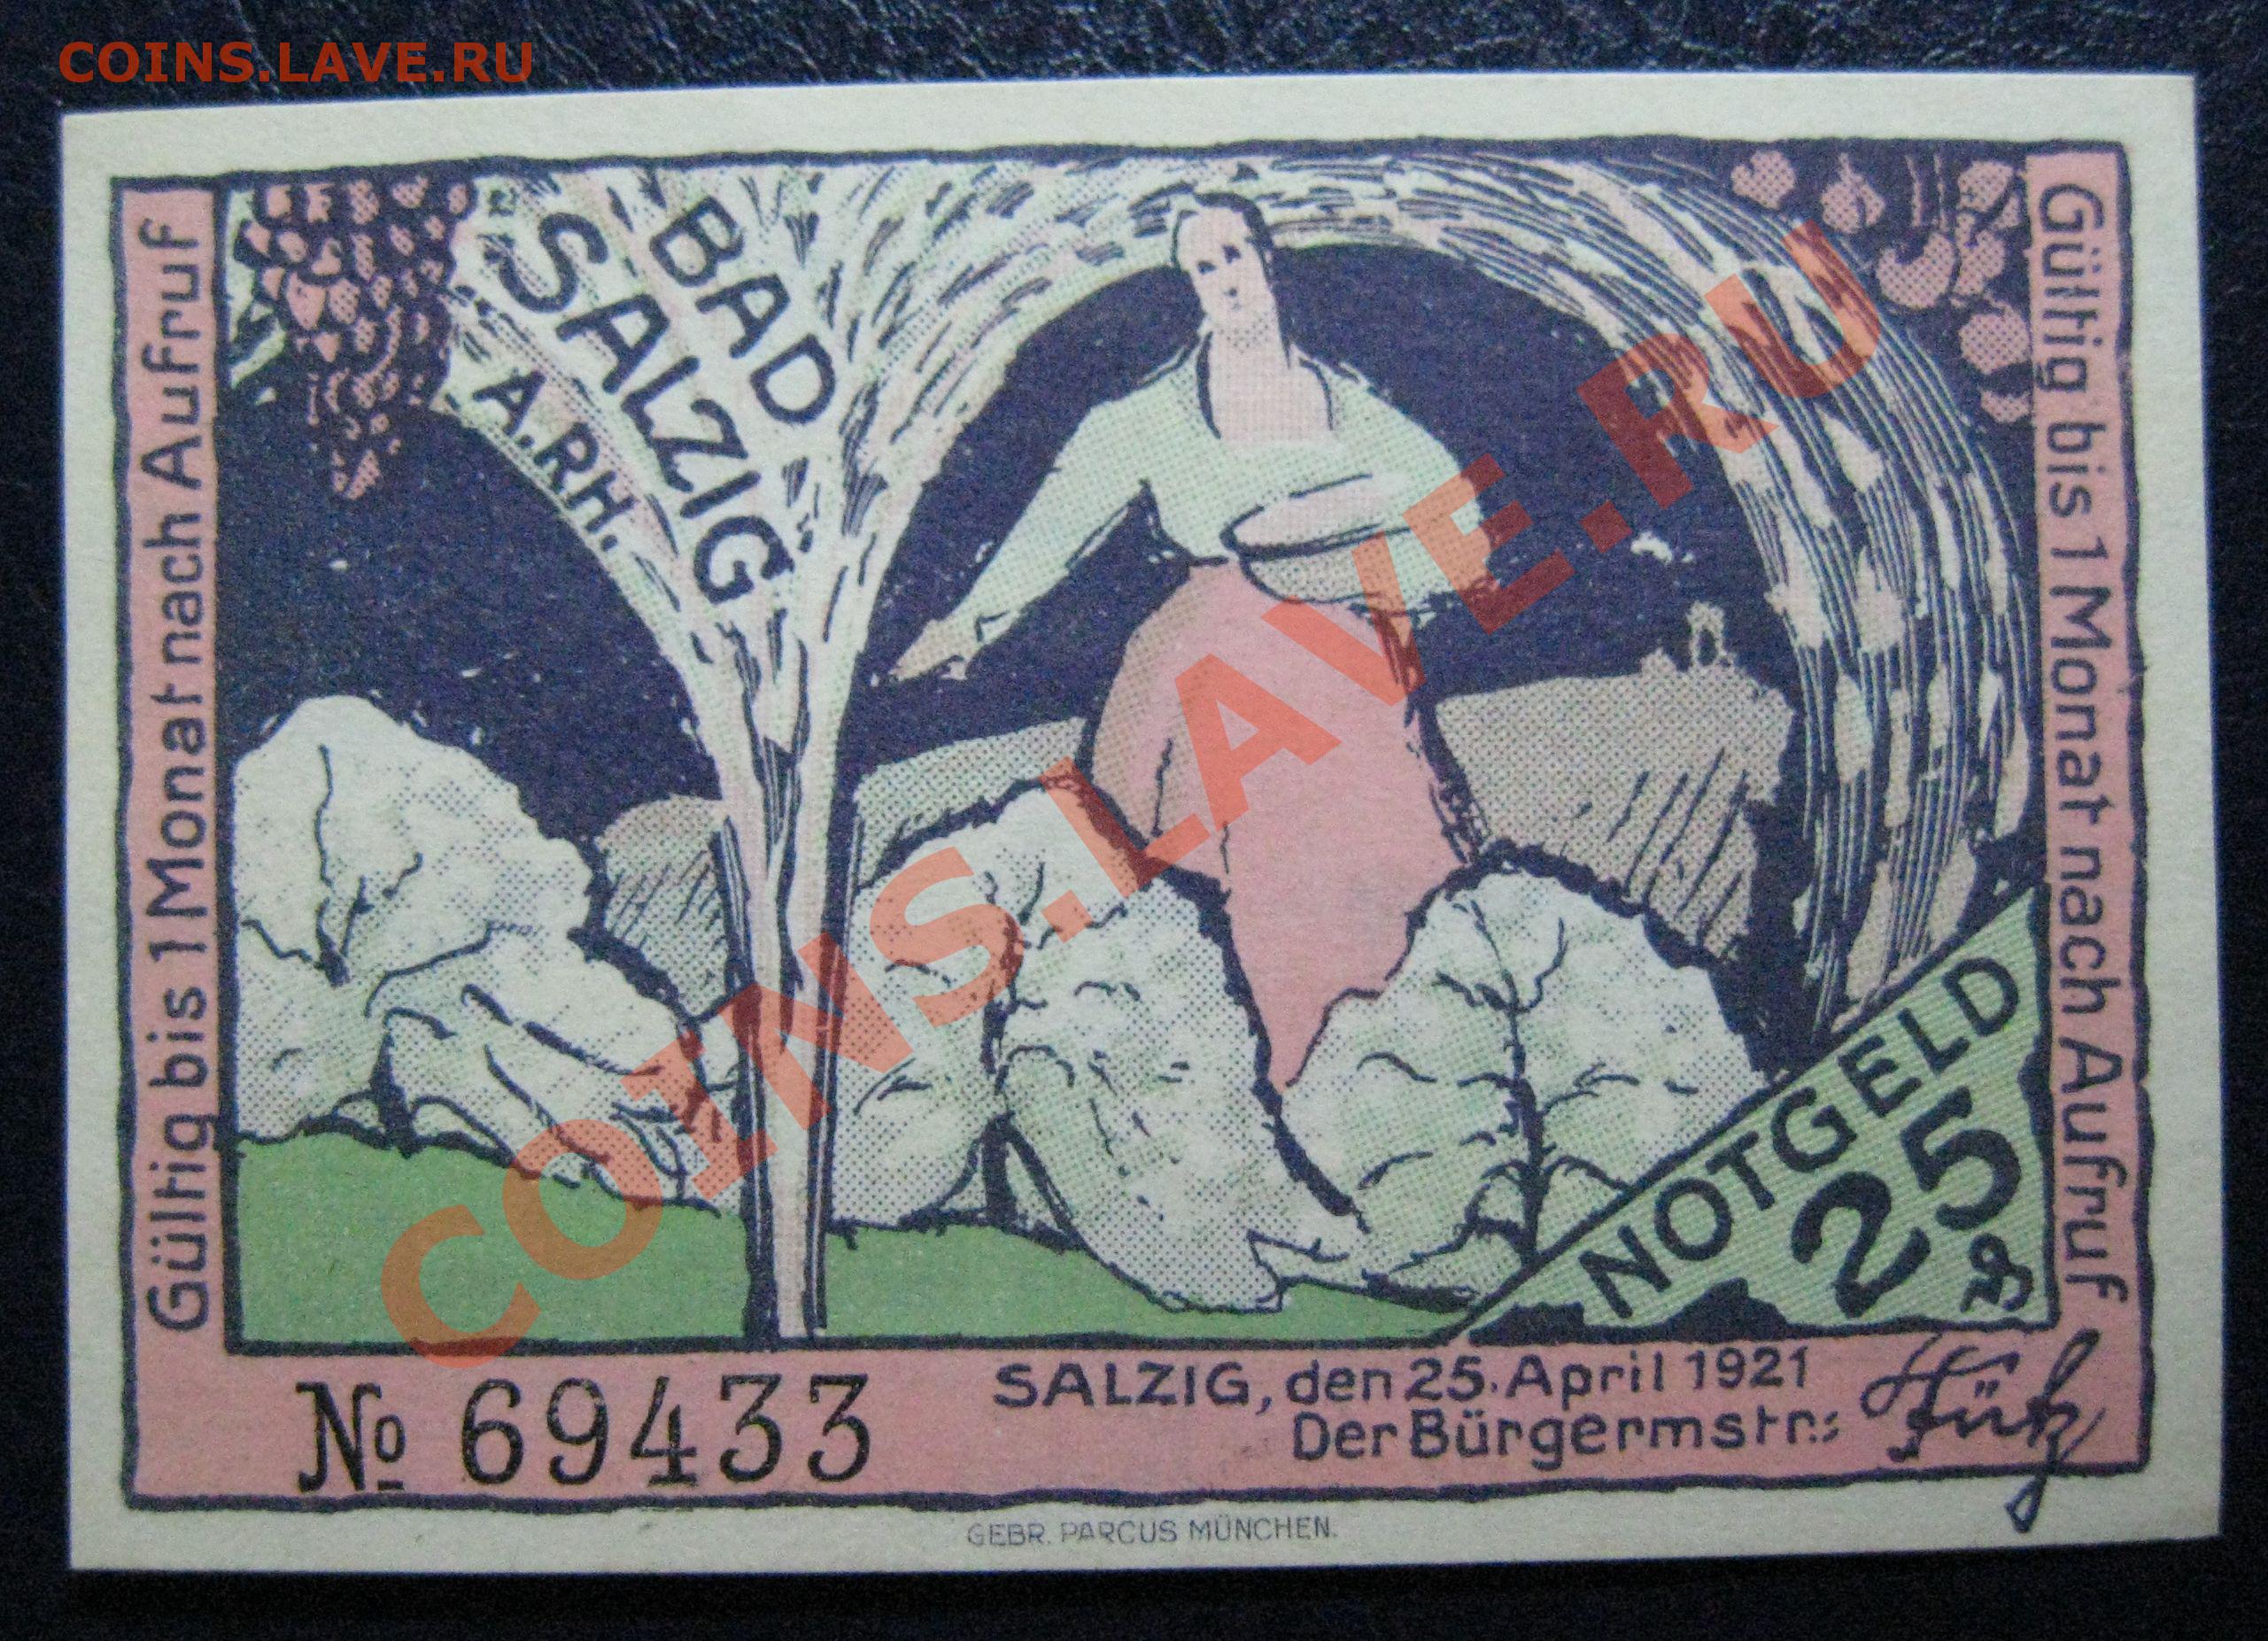 COINS.LAVE.RU
Gültig bis 1 Monat nach Aufruf
BAD
SALZIG
A.RH.
Gültig bis 1 Monat nach Aufruf
COINS.LAVE.RU
NOTGELD
25 ₰
№ 69433
SALZIG, den 25. April 1921
Der Bürgermstr.:
GEBR. PARCUS MÜNCHEN.